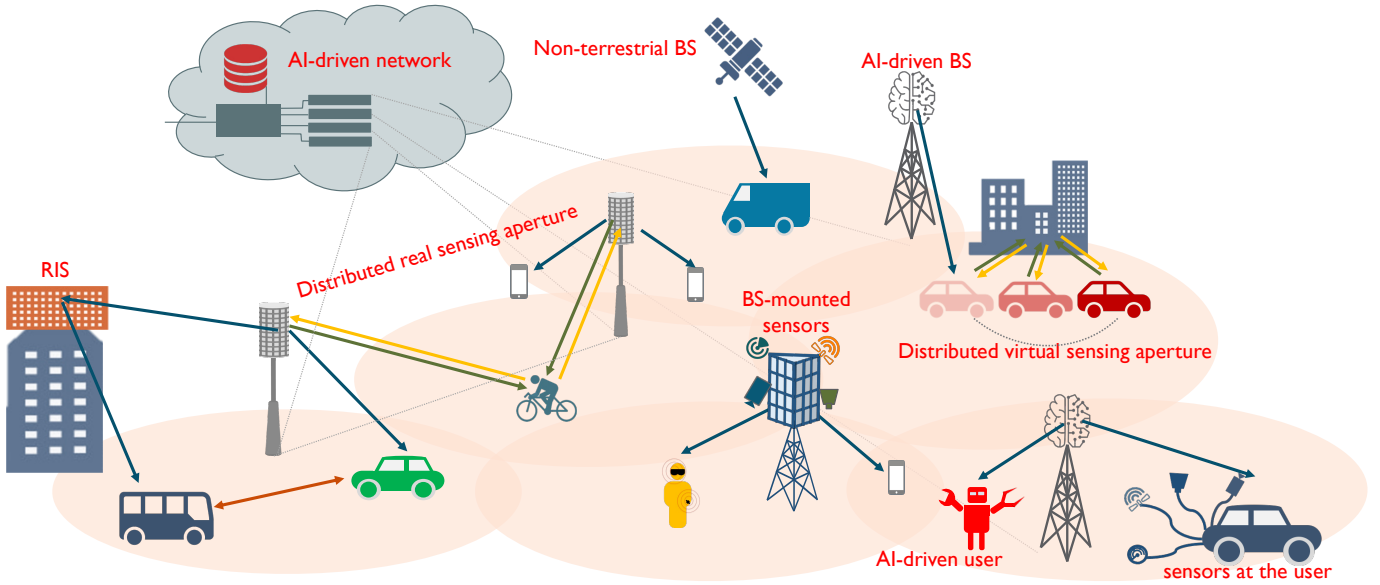 AI-driven network
Non-terrestrial BS
AI-driven BS
Distributed real sensing aperture
RIS
BS-mounted
sensors
Distributed virtual sensing aperture
AI-driven user
sensors at the user